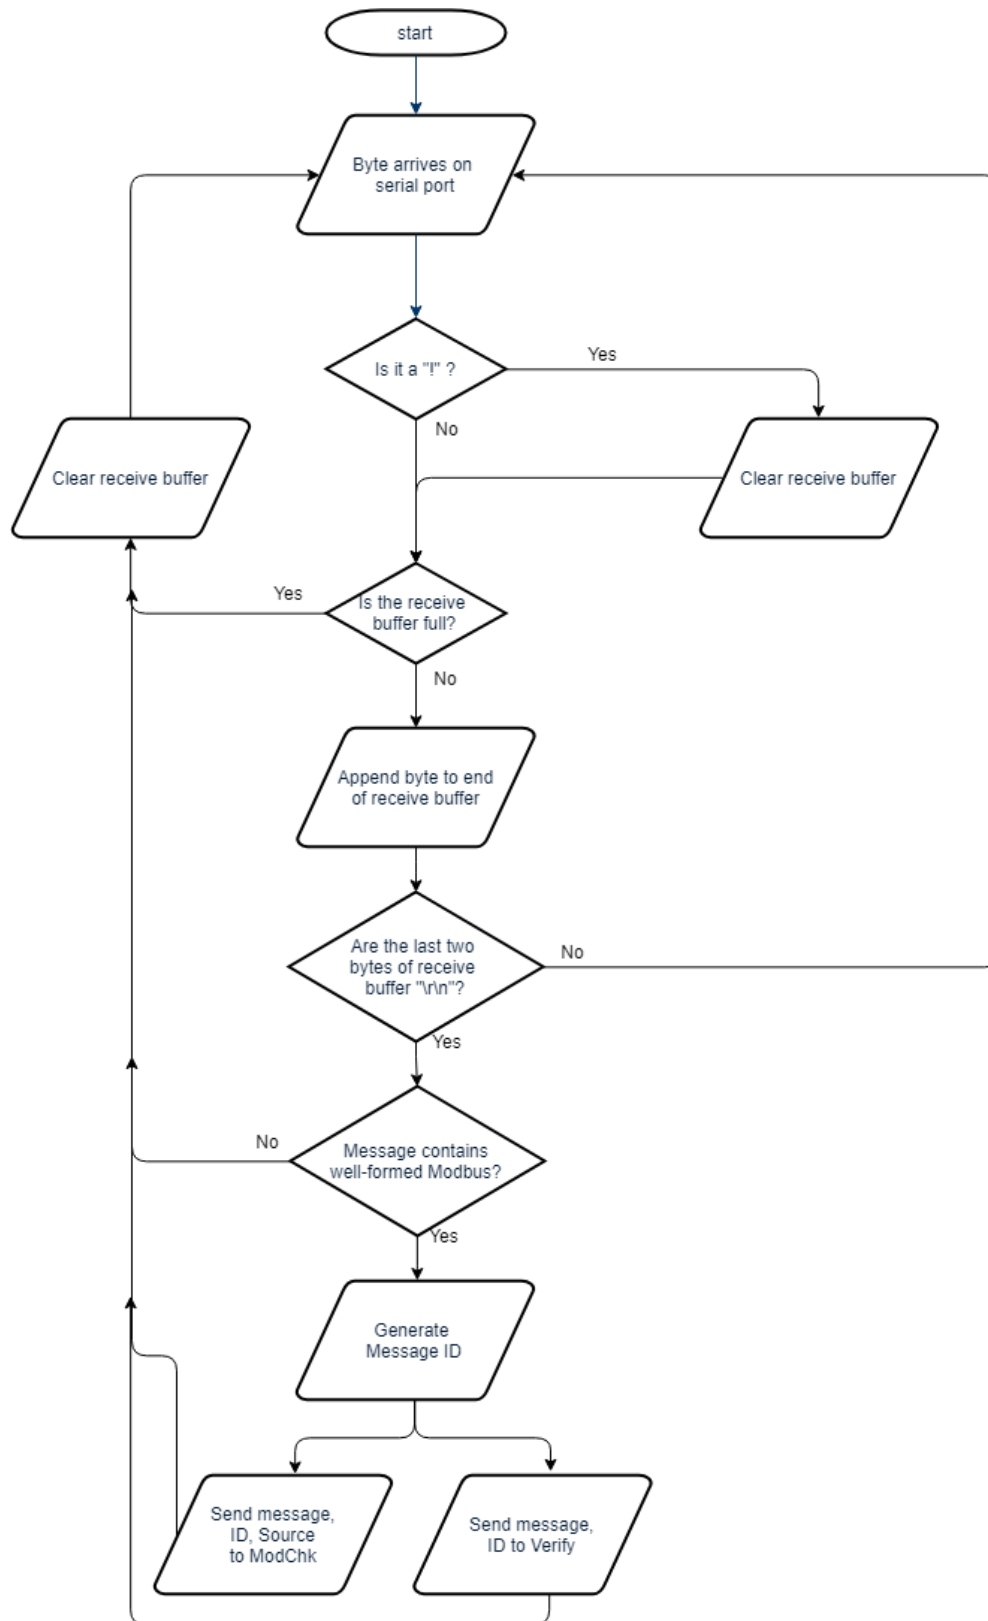 start
Byte arrives on
serial port
Is it a "!" ?
Yes
No
Clear receive buffer
Clear receive buffer
Yes
Is the receive
buffer full?
No
Append byte to end
of receive buffer
Are the last two
bytes of receive
buffer "\r\n"?
No
Yes
No
Message contains
well-formed Modbus?
Yes
Generate
Message ID
Send message,
ID, Source
to ModChk
Send message,
ID to Verify